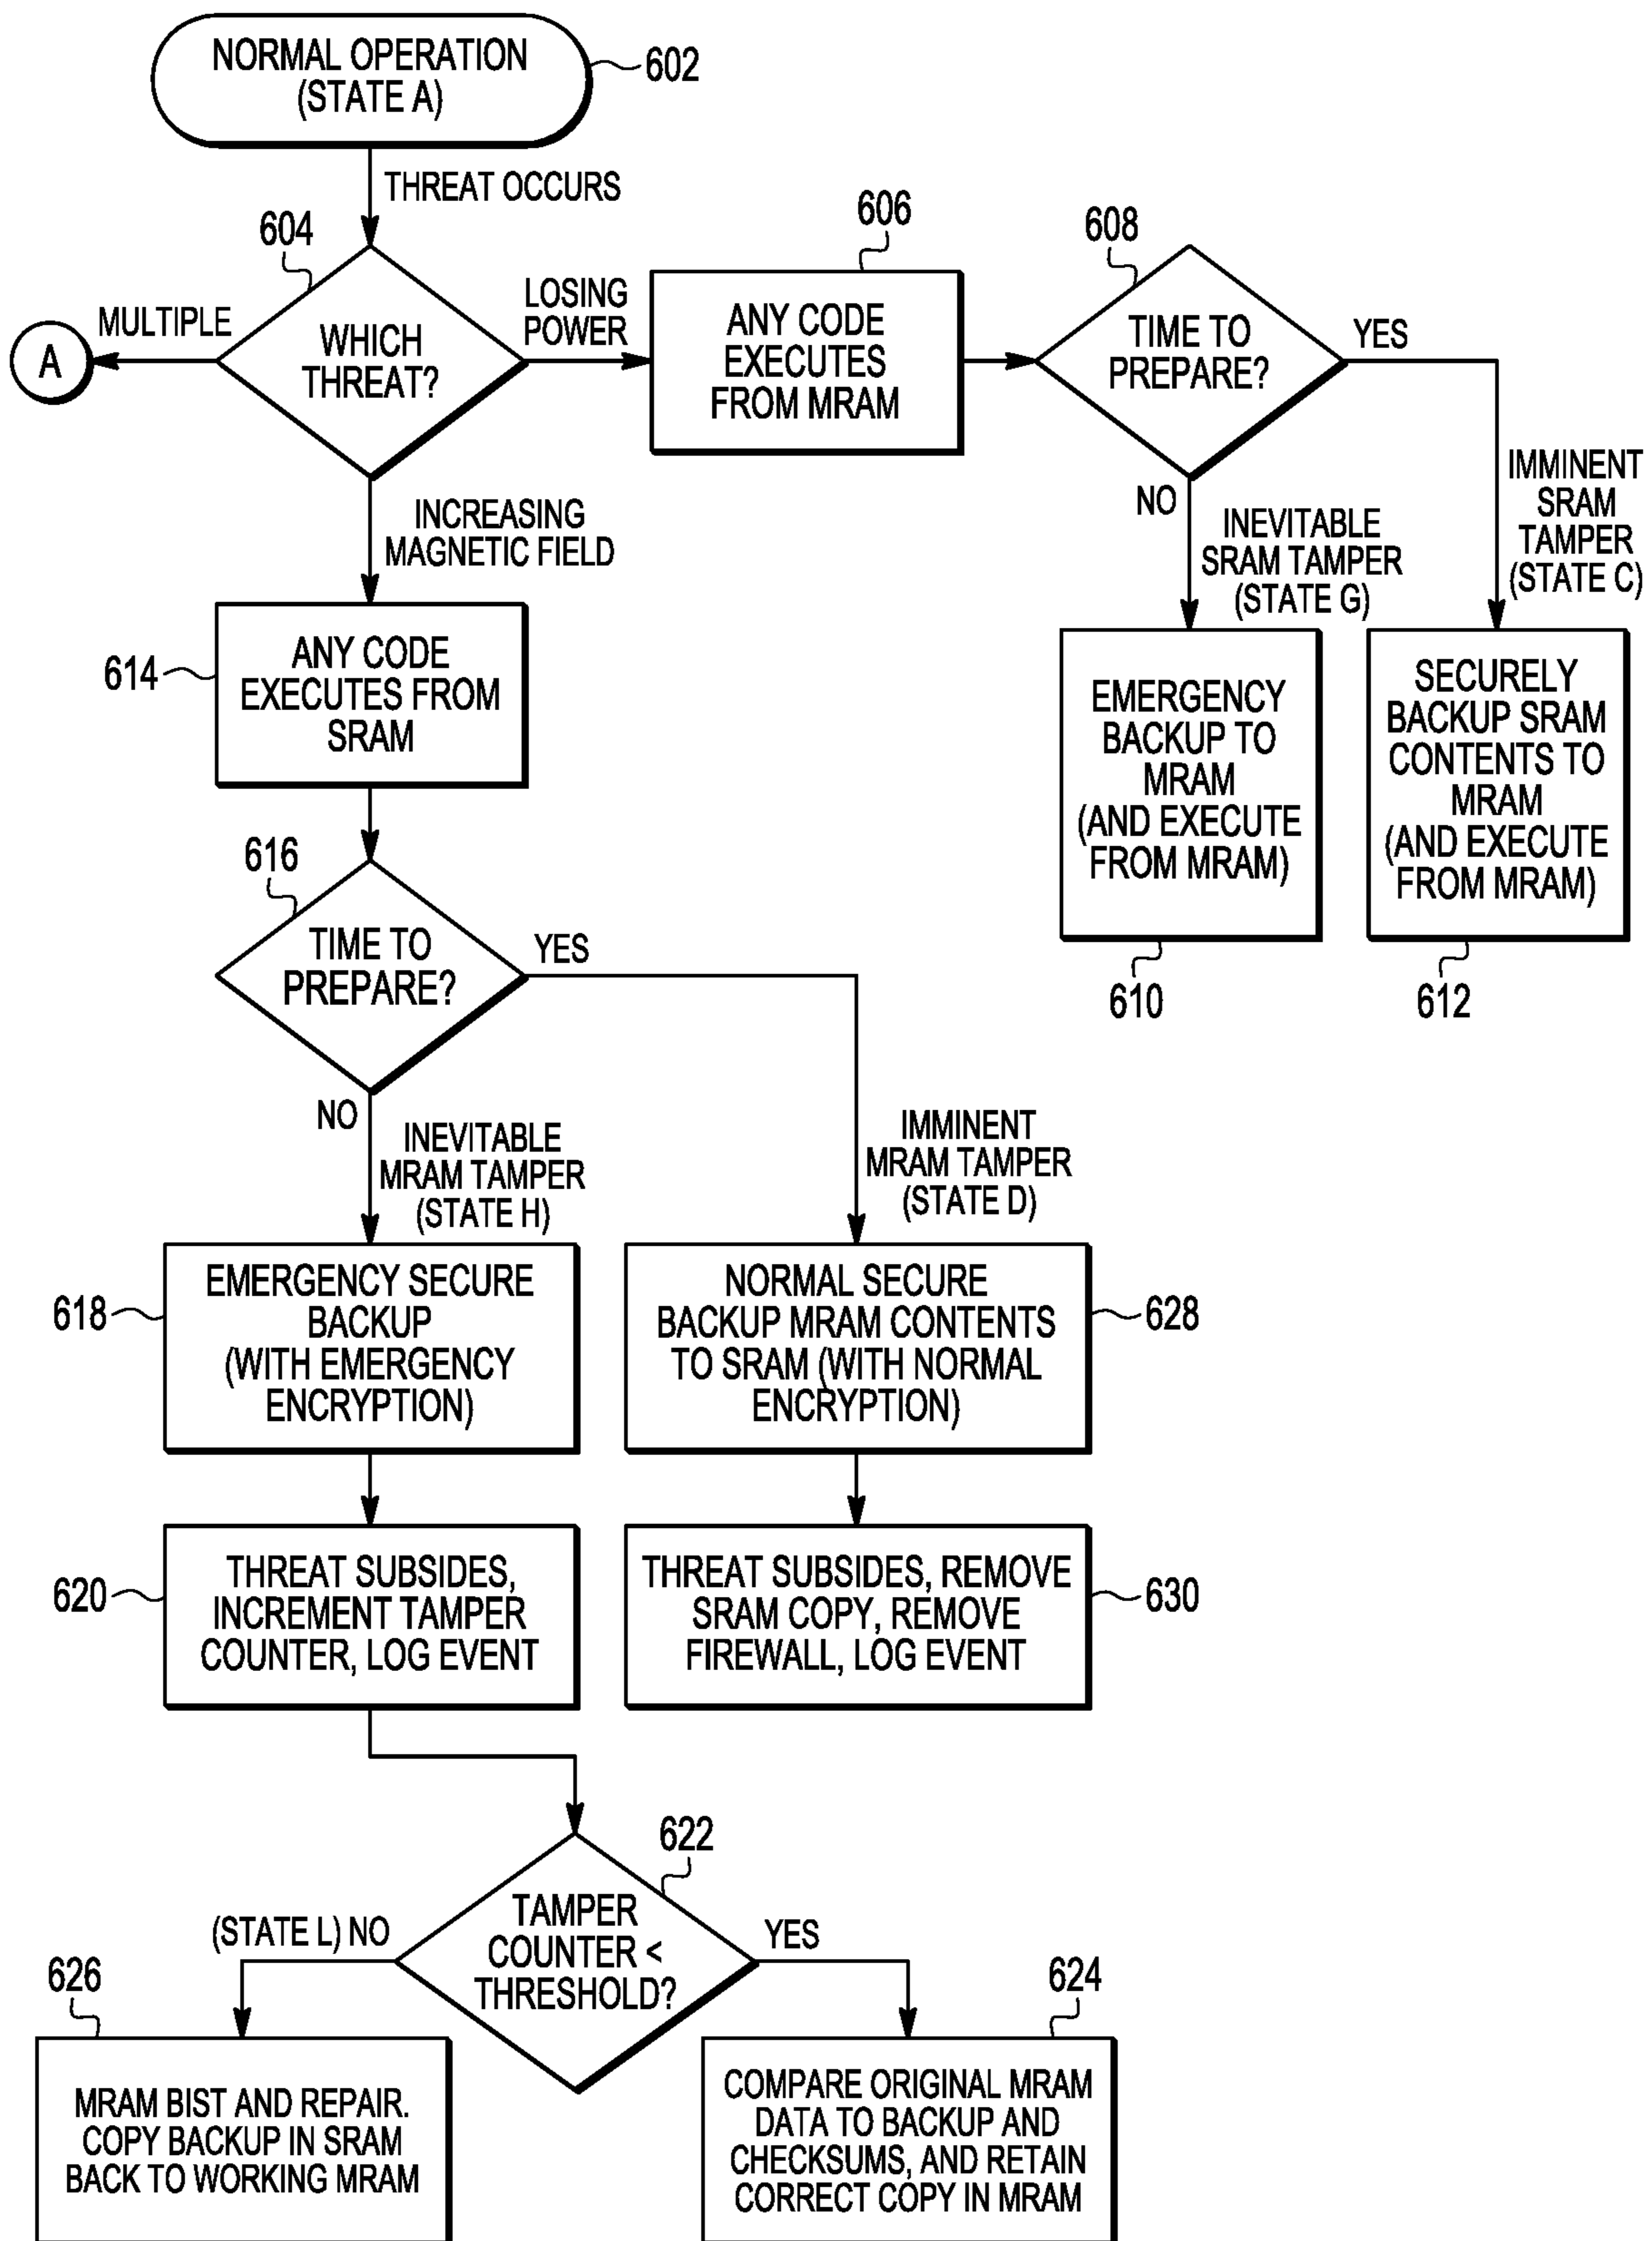 NORMAL OPERATION
(STATE A)
602
THREAT OCCURS
604
606
608
MULTIPLE
A
WHICH
THREAT?
LOSING
POWER
ANY CODE
EXECUTES
FROM MRAM
TIME TO
PREPARE?
YES
NO
INEVITABLE
SRAM TAMPER
(STATE G)
IMMINENT
SRAM
TAMPER
(STATE C)
INCREASING
MAGNETIC FIELD
614
ANY CODE
EXECUTES FROM
SRAM
EMERGENCY
BACKUP TO
MRAM
(AND EXECUTE
FROM MRAM)
610
SECURELY
BACKUP SRAM
CONTENTS TO
MRAM
(AND EXECUTE
FROM MRAM)
612
616
TIME TO
PREPARE?
YES
NO
INEVITABLE
MRAM TAMPER
(STATE H)
IMMINENT
MRAM TAMPER
(STATE D)
618
EMERGENCY SECURE
BACKUP
(WITH EMERGENCY
ENCRYPTION)
NORMAL SECURE
BACKUP MRAM CONTENTS
TO SRAM (WITH NORMAL
ENCRYPTION)
628
620
THREAT SUBSIDES,
INCREMENT TAMPER
COUNTER, LOG EVENT
THREAT SUBSIDES, REMOVE
SRAM COPY, REMOVE
FIREWALL, LOG EVENT
630
622
TAMPER
COUNTER <
THRESHOLD?
(STATE L) NO
YES
626
MRAM BIST AND REPAIR.
COPY BACKUP IN SRAM
BACK TO WORKING MRAM
624
COMPARE ORIGINAL MRAM
DATA TO BACKUP AND
CHECKSUMS, AND RETAIN
CORRECT COPY IN MRAM